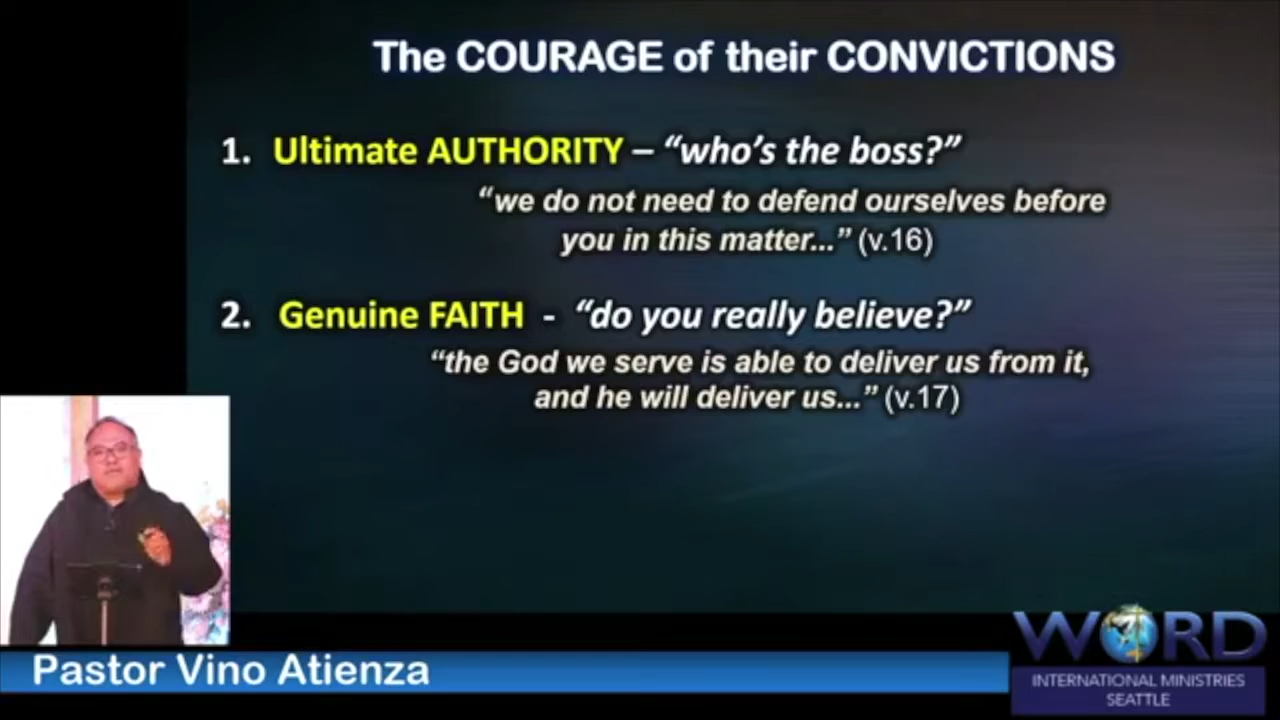 The COURAGE of their CONVICTIONS
1. Ultimate AUTHORITY – “who’s the boss?”
“we do not need to defend ourselves before
you in this matter...” (v.16)
2. Genuine FAITH - “do you really believe?”
“the God we serve is able to deliver us from it,
and he will deliver us...” (v.17)
Pastor Vino Atienza
WORD
INTERNATIONAL MINISTRIES
SEATTLE